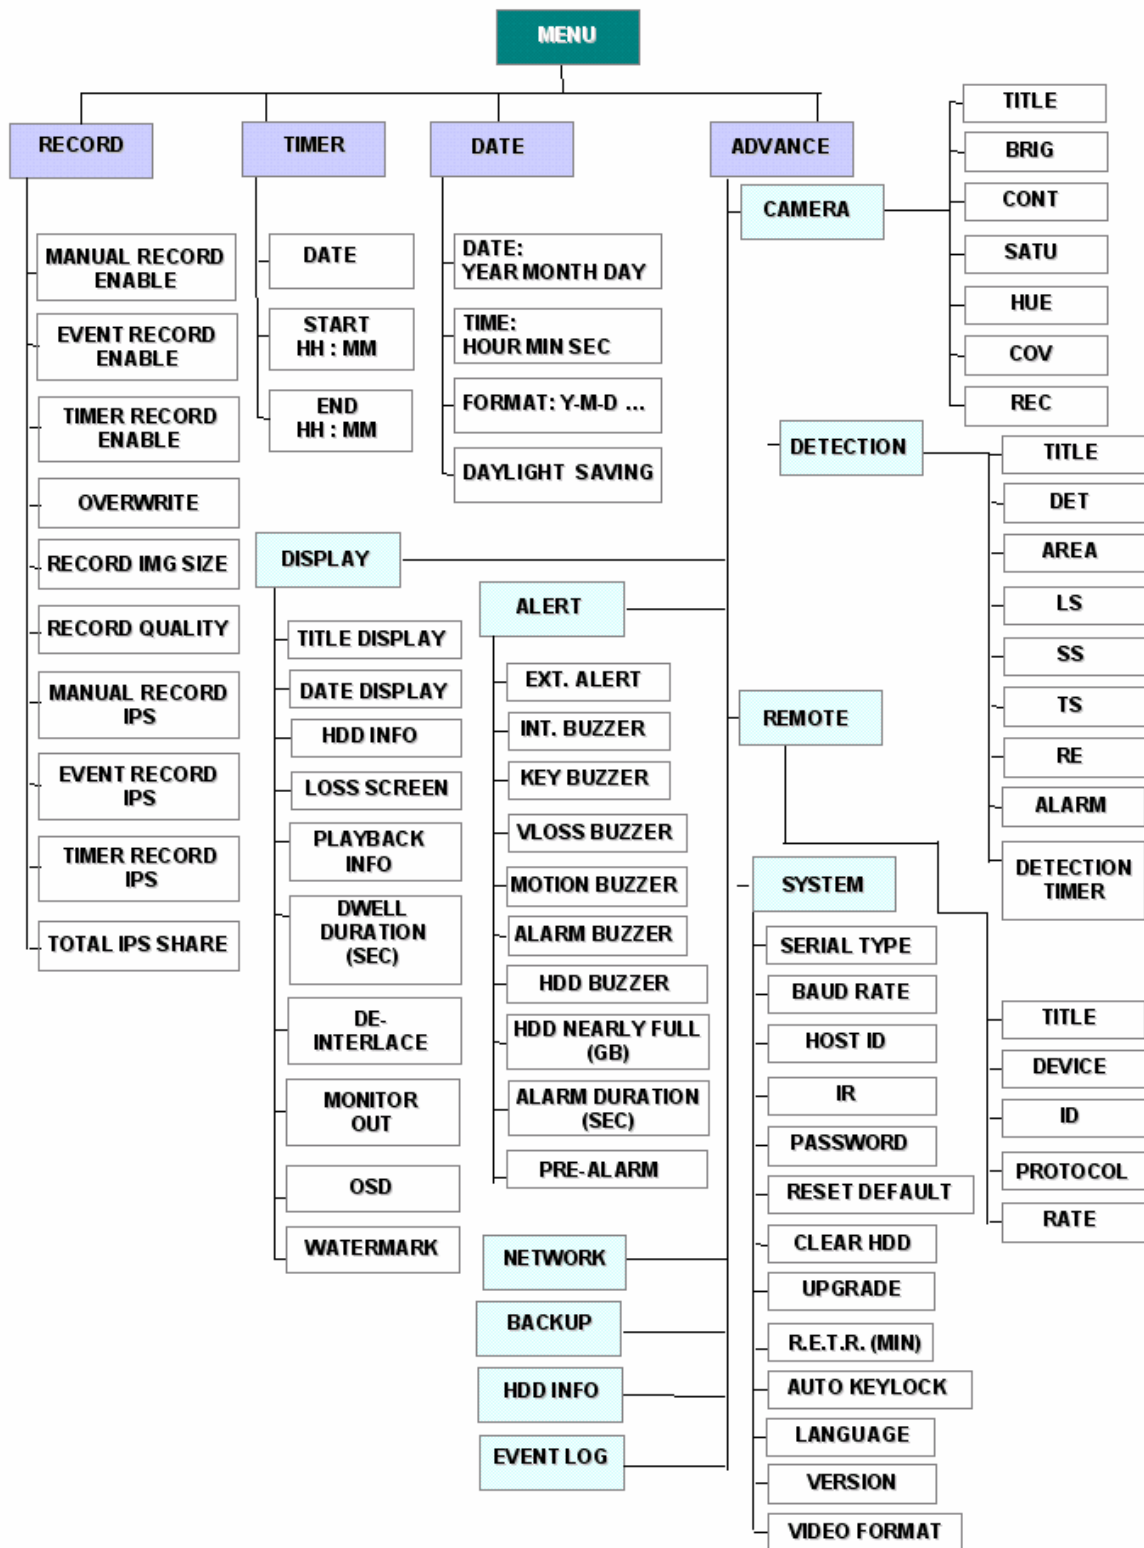 MENU
RECORD
TIMER
DATE
ADVANCE
MANUAL RECORD
ENABLE
EVENT RECORD
ENABLE
TIMER RECORD
ENABLE
OVERWRITE
RECORD IMG SIZE
RECORD QUALITY
MANUAL RECORD
IPS
EVENT RECORD
IPS
TIMER RECORD
IPS
TOTAL IPS SHARE
DATE
START
HH : MM
END
HH : MM
DATE:
YEAR MONTH DAY
TIME:
HOUR MIN SEC
FORMAT: Y-M-D ...
DAYLIGHT SAVING
CAMERA
TITLE
BRIG
CONT
SATU
HUE
COV
REC
DETECTION
TITLE
DET
AREA
LS
SS
TS
RE
ALARM
DETECTION
TIMER
DISPLAY
TITLE DISPLAY
DATE DISPLAY
HDD INFO
LOSS SCREEN
PLAYBACK
INFO
DWELL
DURATION
(SEC)
DE-
INTERLACE
MONITOR
OUT
OSD
WATERMARK
ALERT
EXT. ALERT
INT. BUZZER
KEY BUZZER
VLOSS BUZZER
MOTION BUZZER
ALARM BUZZER
HDD BUZZER
HDD NEARLY FULL
(GB)
ALARM DURATION
(SEC)
PRE-ALARM
REMOTE
TITLE
DEVICE
ID
PROTOCOL
RATE
SYSTEM
SERIAL TYPE
BAUD RATE
HOST ID
IR
PASSWORD
RESET DEFAULT
CLEAR HDD
UPGRADE
R.E.T.R. (MIN)
AUTO KEYLOCK
LANGUAGE
VERSION
VIDEO FORMAT
NETWORK
BACKUP
HDD INFO
EVENT LOG